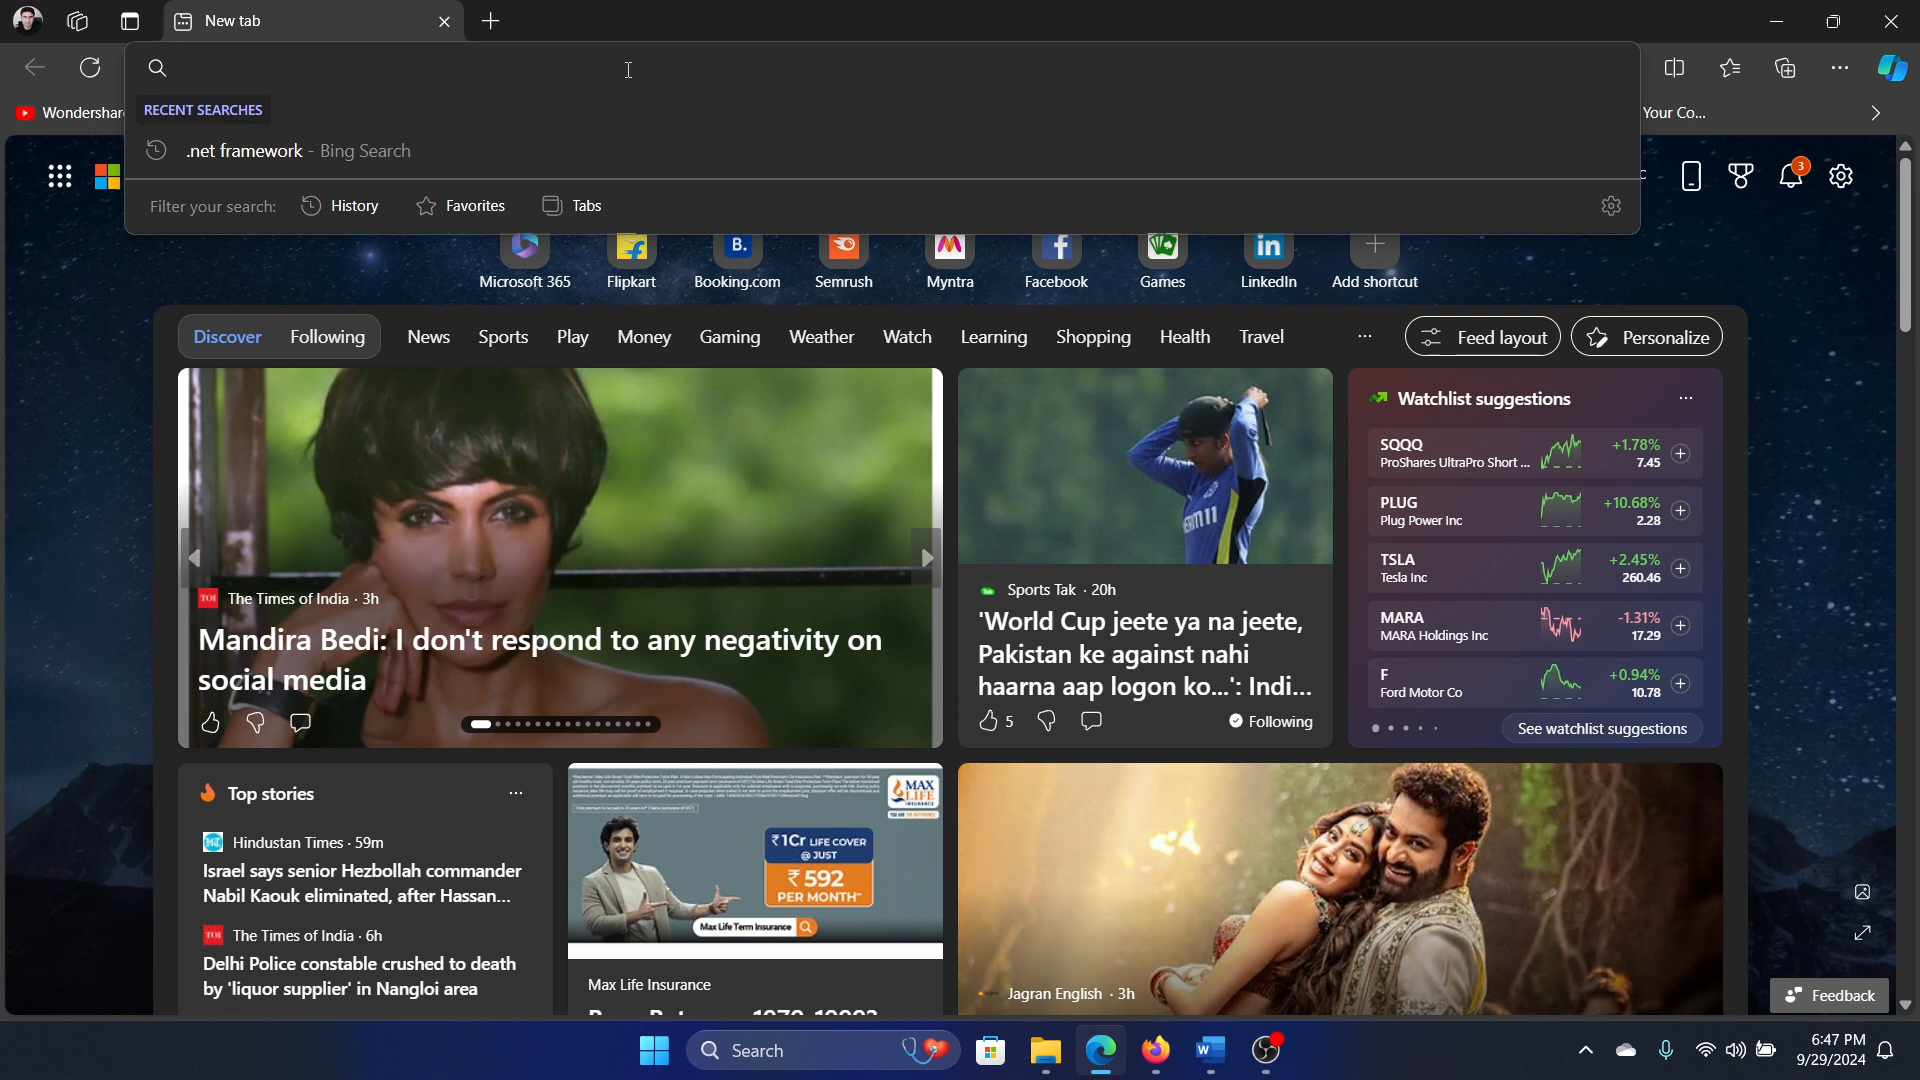 New tab
RECENT SEARCHES
.net framework - Bing Search
Wondershar
Your Co...
Filter your search:
History
Favorites
Tabs
3
Microsoft 365
Flipkart
B.
Booking.com
Semrush
Myntra
Facebook
Games
in
LinkedIn
Add shortcut
Discover
Following
News
Sports
Play
Money
Gaming
Weather
Watch
Learning
Shopping
Health
Travel
...
Feed layout
Personalize
TOI The Times of India · 3h
Mandira Bedi: I don't respond to any negativity on
social media
Sports Tak · 20h
'World Cup jeete ya na jeete,
Pakistan ke against nahi
haarna aap logon ko...': Indi...
5
Following
Watchlist suggestions
SQQQ
ProShares UltraPro Short ...
+1.78%
7.45
PLUG
Plug Power Inc
+10.68%
2.28
TSLA
Tesla Inc
+2.45%
260.46
MARA
MARA Holdings Inc
-1.31%
17.29
F
Ford Motor Co
+0.94%
10.78
See watchlist suggestions
Top stories
HT Hindustan Times · 59m
Israel says senior Hezbollah commander
Nabil Kaouk eliminated, after Hassan...
TOI The Times of India · 6h
Delhi Police constable crushed to death
by 'liquor supplier' in Nangloi area
MAX
LIFE
INSURANCE
₹1Cr LIFE COVER
@ JUST
₹592
PER MONTH
Max Life Term Insurance
Max Life Insurance
Jagran English · 3h
Feedback
Search
6:47 PM
9/29/2024